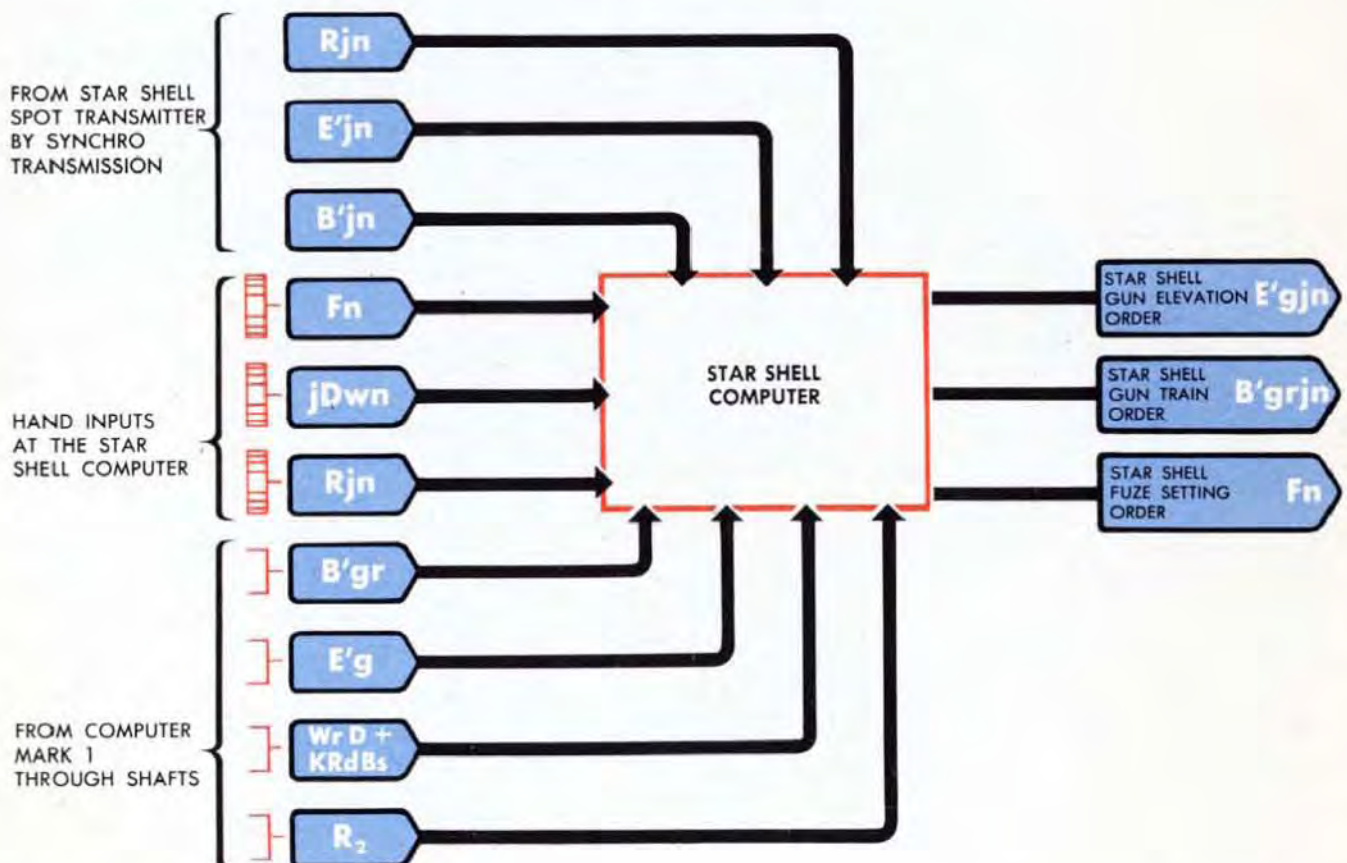 FROM STAR SHELL
SPOT TRANSMITTER
BY SYNCHRO
TRANSMISSION
Rjn
E'jn
B'jn
HAND INPUTS
AT THE STAR
SHELL COMPUTER
Fn
jDwn
Rjn
FROM COMPUTER
MARK 1
THROUGH SHAFTS
B'gr
E'g
WrD +
KRdBs
R₂
STAR SHELL
COMPUTER
STAR SHELL
GUN ELEVATION
ORDER
E'gjn
STAR SHELL
GUN TRAIN
ORDER
B'grjn
STAR SHELL
FUZE SETTING
ORDER
Fn